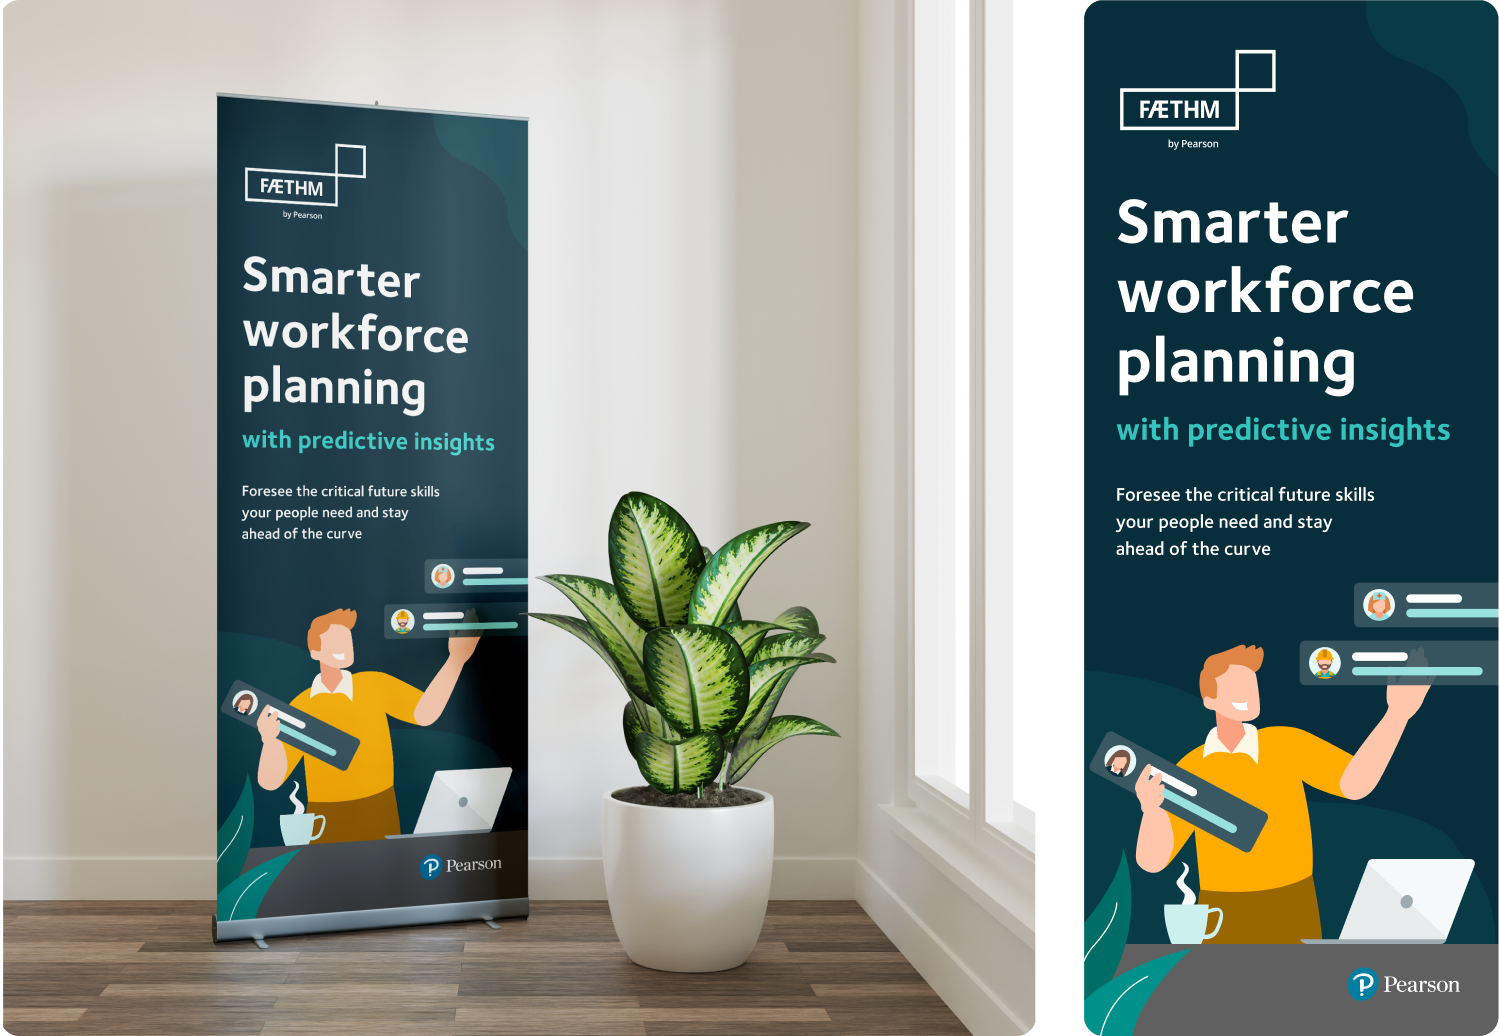 FÆTHM
by Pearson
Smarter
workforce
planning
with predictive insights
Foresee the critical future skills
your people need and stay
ahead of the curve
Pearson
FÆTHM
by Pearson
Smarter
workforce
planning
with predictive insights
Foresee the critical future skills
your people need and stay
ahead of the curve
Pearson